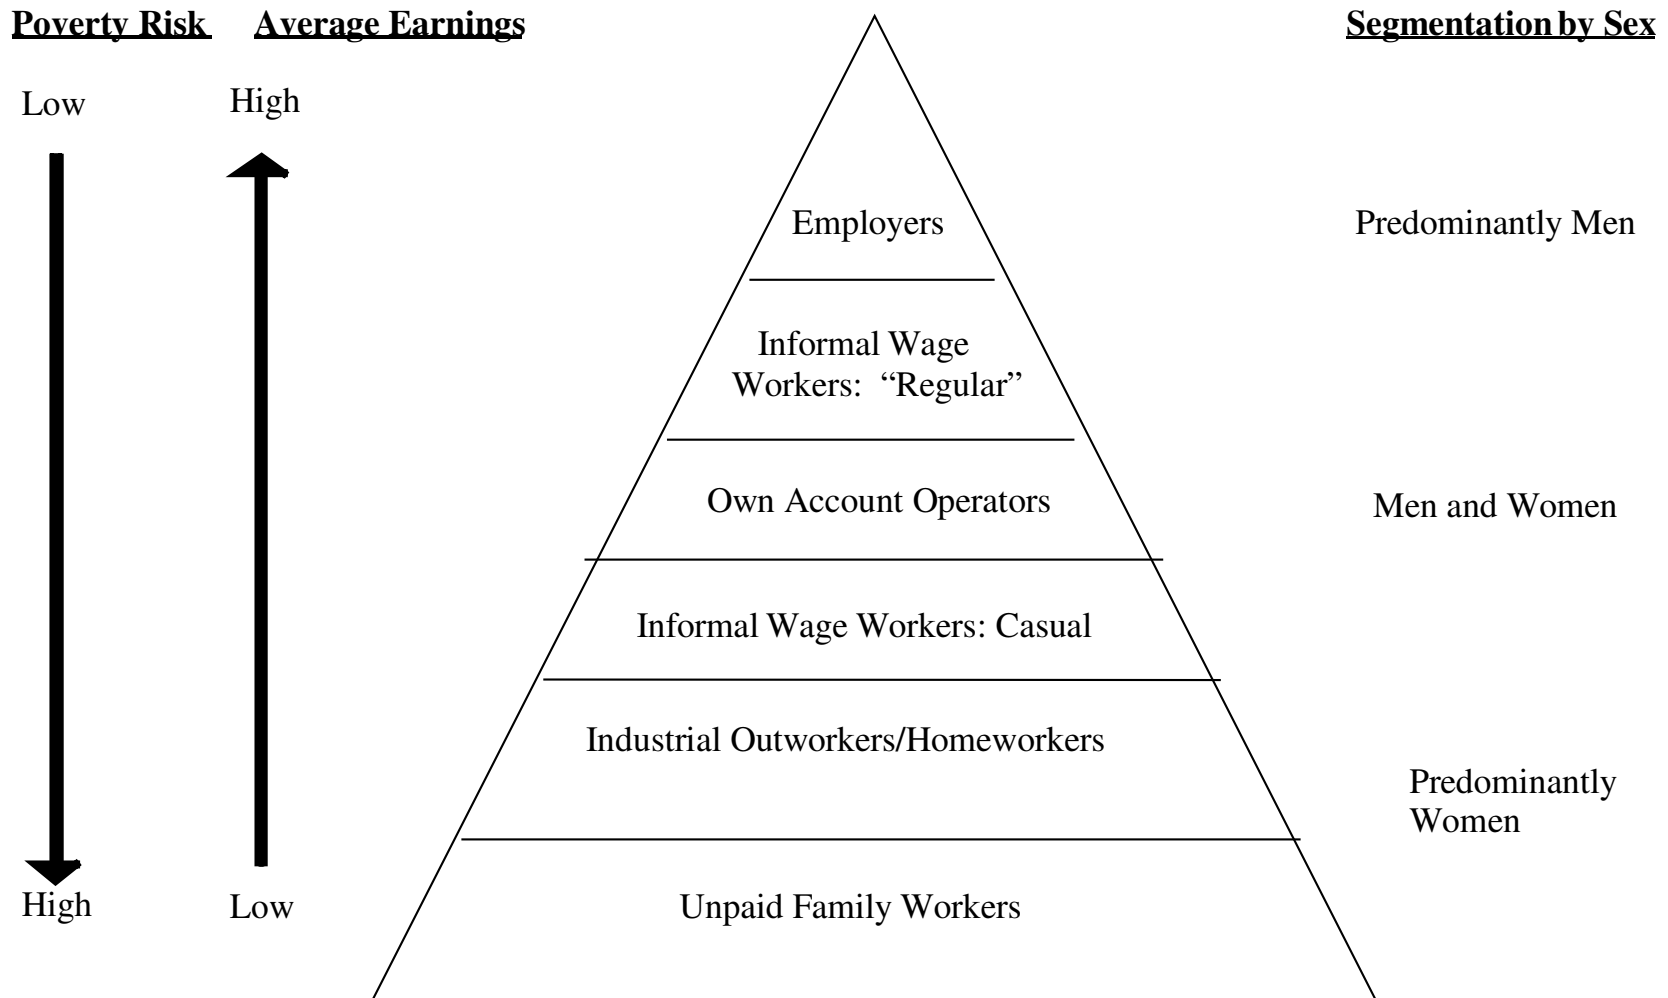 Poverty Risk
Average Earnings
Segmentation by Sex
Low
High
Employers
Predominantly Men
Informal Wage
Workers: “Regular”
Own Account Operators
Men and Women
Informal Wage Workers: Casual
Industrial Outworkers/Homeworkers
Predominantly
Women
High
Low
Unpaid Family Workers